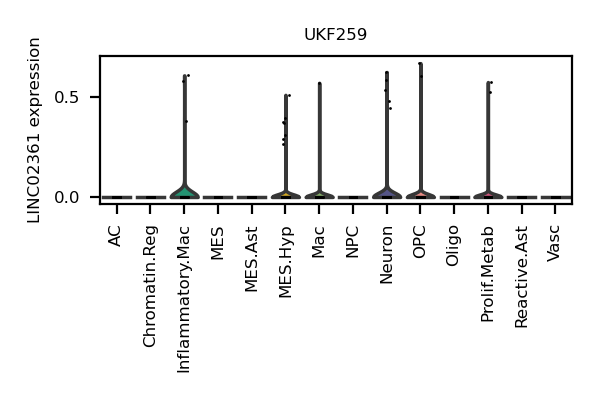 UKF259
LINC02361 expression
0.5
0.0
AC
Chromatin.Reg
Inflammatory.Mac
MES
MES.Ast
MES.Hyp
Mac
NPC
Neuron
OPC
Oligo
Prolif.Metab
Reactive.Ast
Vasc